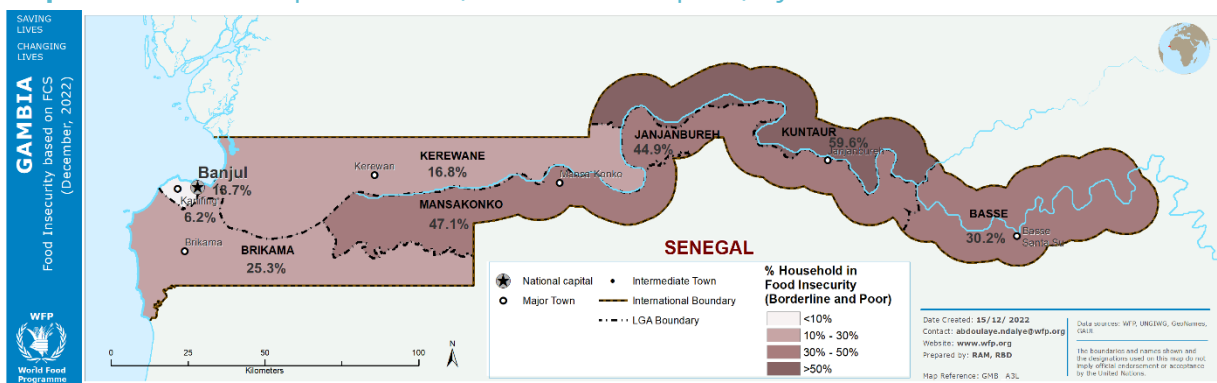 SAVING
LIVES
CHANGING
LIVES
GAMBIA
Food Insecurity based on FCS
(December, 2022)
WFP
World Food
Programme
Banjul
16.7%
Kanifing
6.2%
Brikama
BRIKAMA
25.3%
Kerewan
KEREWANE
16.8%
MANSAKONKO
47.1%
Mansa Konko
JANJANBUREH
44.9%
KUNTAUR
59.6%
Janjanbureh
BASSE
30.2%
Basse
Santa Su
SENEGAL
National capital
Major Town
Intermediate Town
International Boundary
LGA Boundary
% Household in
Food Insecurity
(Borderline and Poor)
<10%
10% - 30%
30% - 50%
>50%
0 25 50 100
Kilometers
N
Date Created: 15/12/ 2022
Contact: abdoulaye.ndaiye@wfp.org
Website: www.wfp.org
Prepared by: RAM, RBD
Map Reference: GMB A3L
Data sources: WFP, UNGIWG, GeoNames,
GAUL
The boundaries and names shown and
the designations used on this map do not
imply official endorsement or acceptance
by the United Nations.